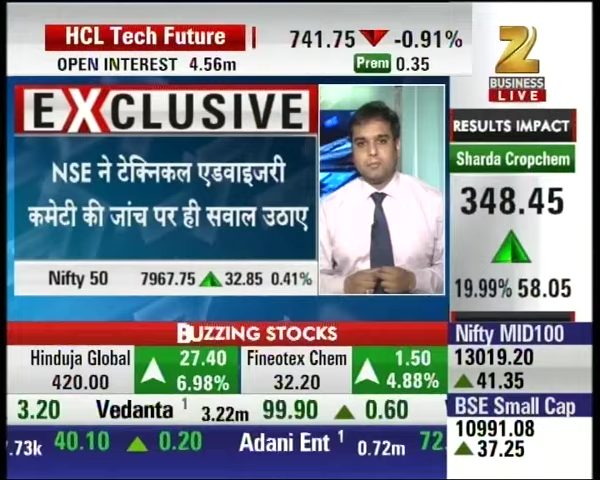 HCL Tech Future
741.75 -0.91%
OPEN INTEREST 4.56m
Prem 0.35
Z
BUSINESS
LIVE
EXCLUSIVE
NSE ने टेक्निकल एडवाइजरी
कमेटी की जांच पर ही सवाल उठाए
Nifty 50 7967.75 32.85 0.41%
RESULTS IMPACT
Sharda Cropchem
348.45
19.99% 58.05
BUZZING STOCKS
Hinduja Global 27.40 Fineotex Chem 1.50
420.00 6.98% 32.20 4.88%
3.20 Vedanta 1 3.22m 99.90 0.60
.73k 40.10 0.20 Adani Ent 1 0.72m 72
Nifty MID100
13019.20
41.35
BSE Small Cap
10991.08
37.25